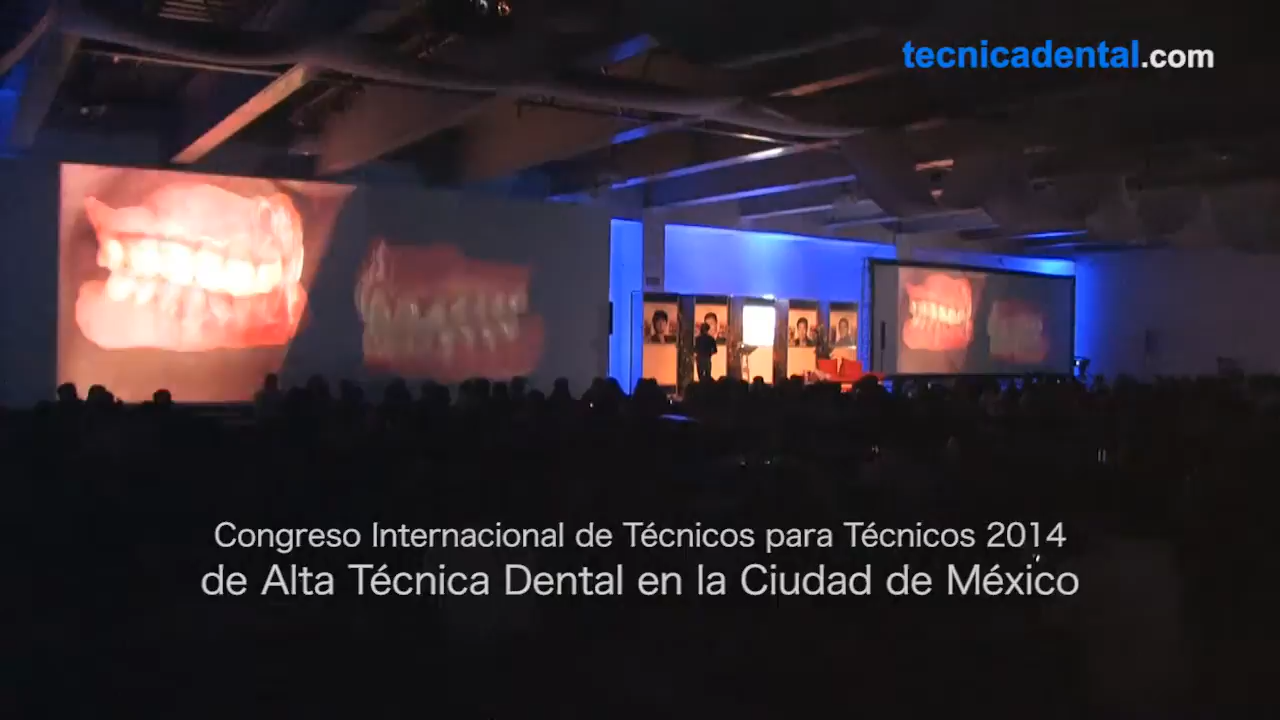 tecnicadental.com
Congreso Internacional de Técnicos para Técnicos 2014
de Alta Técnica Dental en la Ciudad de México